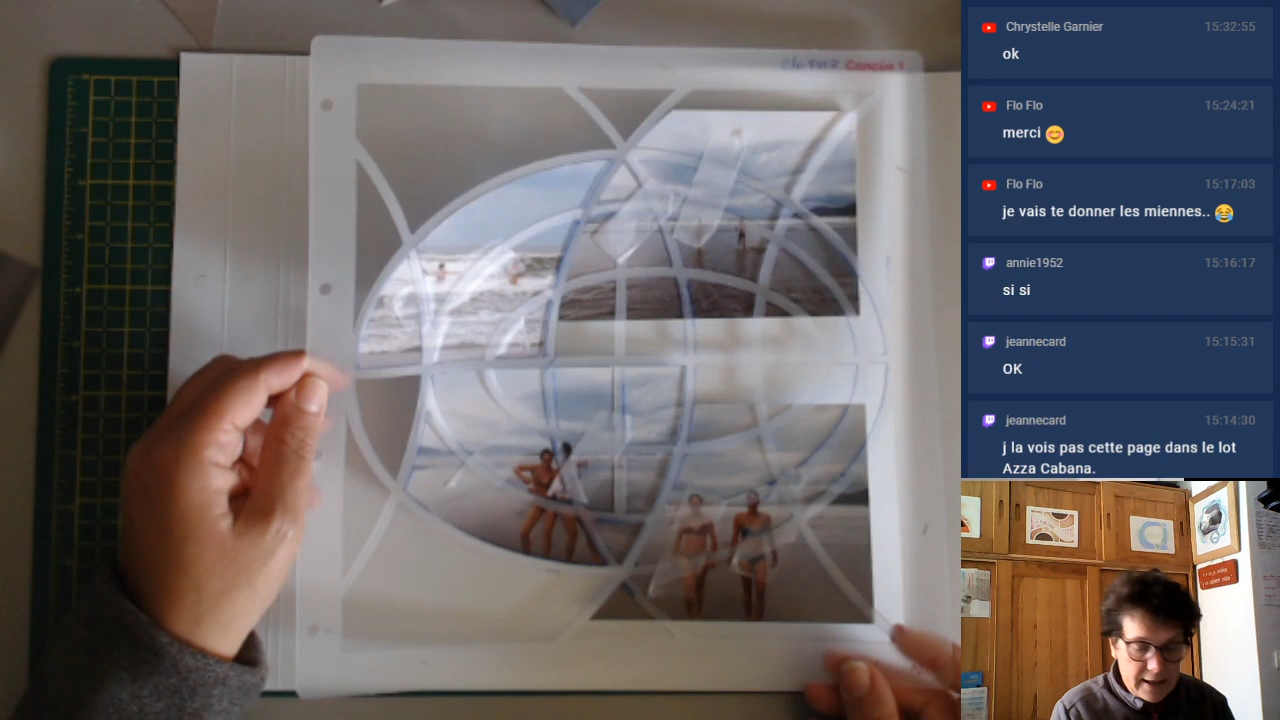 Cancún 1
Chrystelle Garnier 15:32:55
ok
Flo Flo 15:24:21
merci 😊
Flo Flo 15:17:03
je vais te donner les miennes.. 😂
annie1952 15:16:17
si si
jeannecard 15:15:31
OK
jeannecard 15:14:30
j la vois pas cette page dans le lot
Azza Cabana.